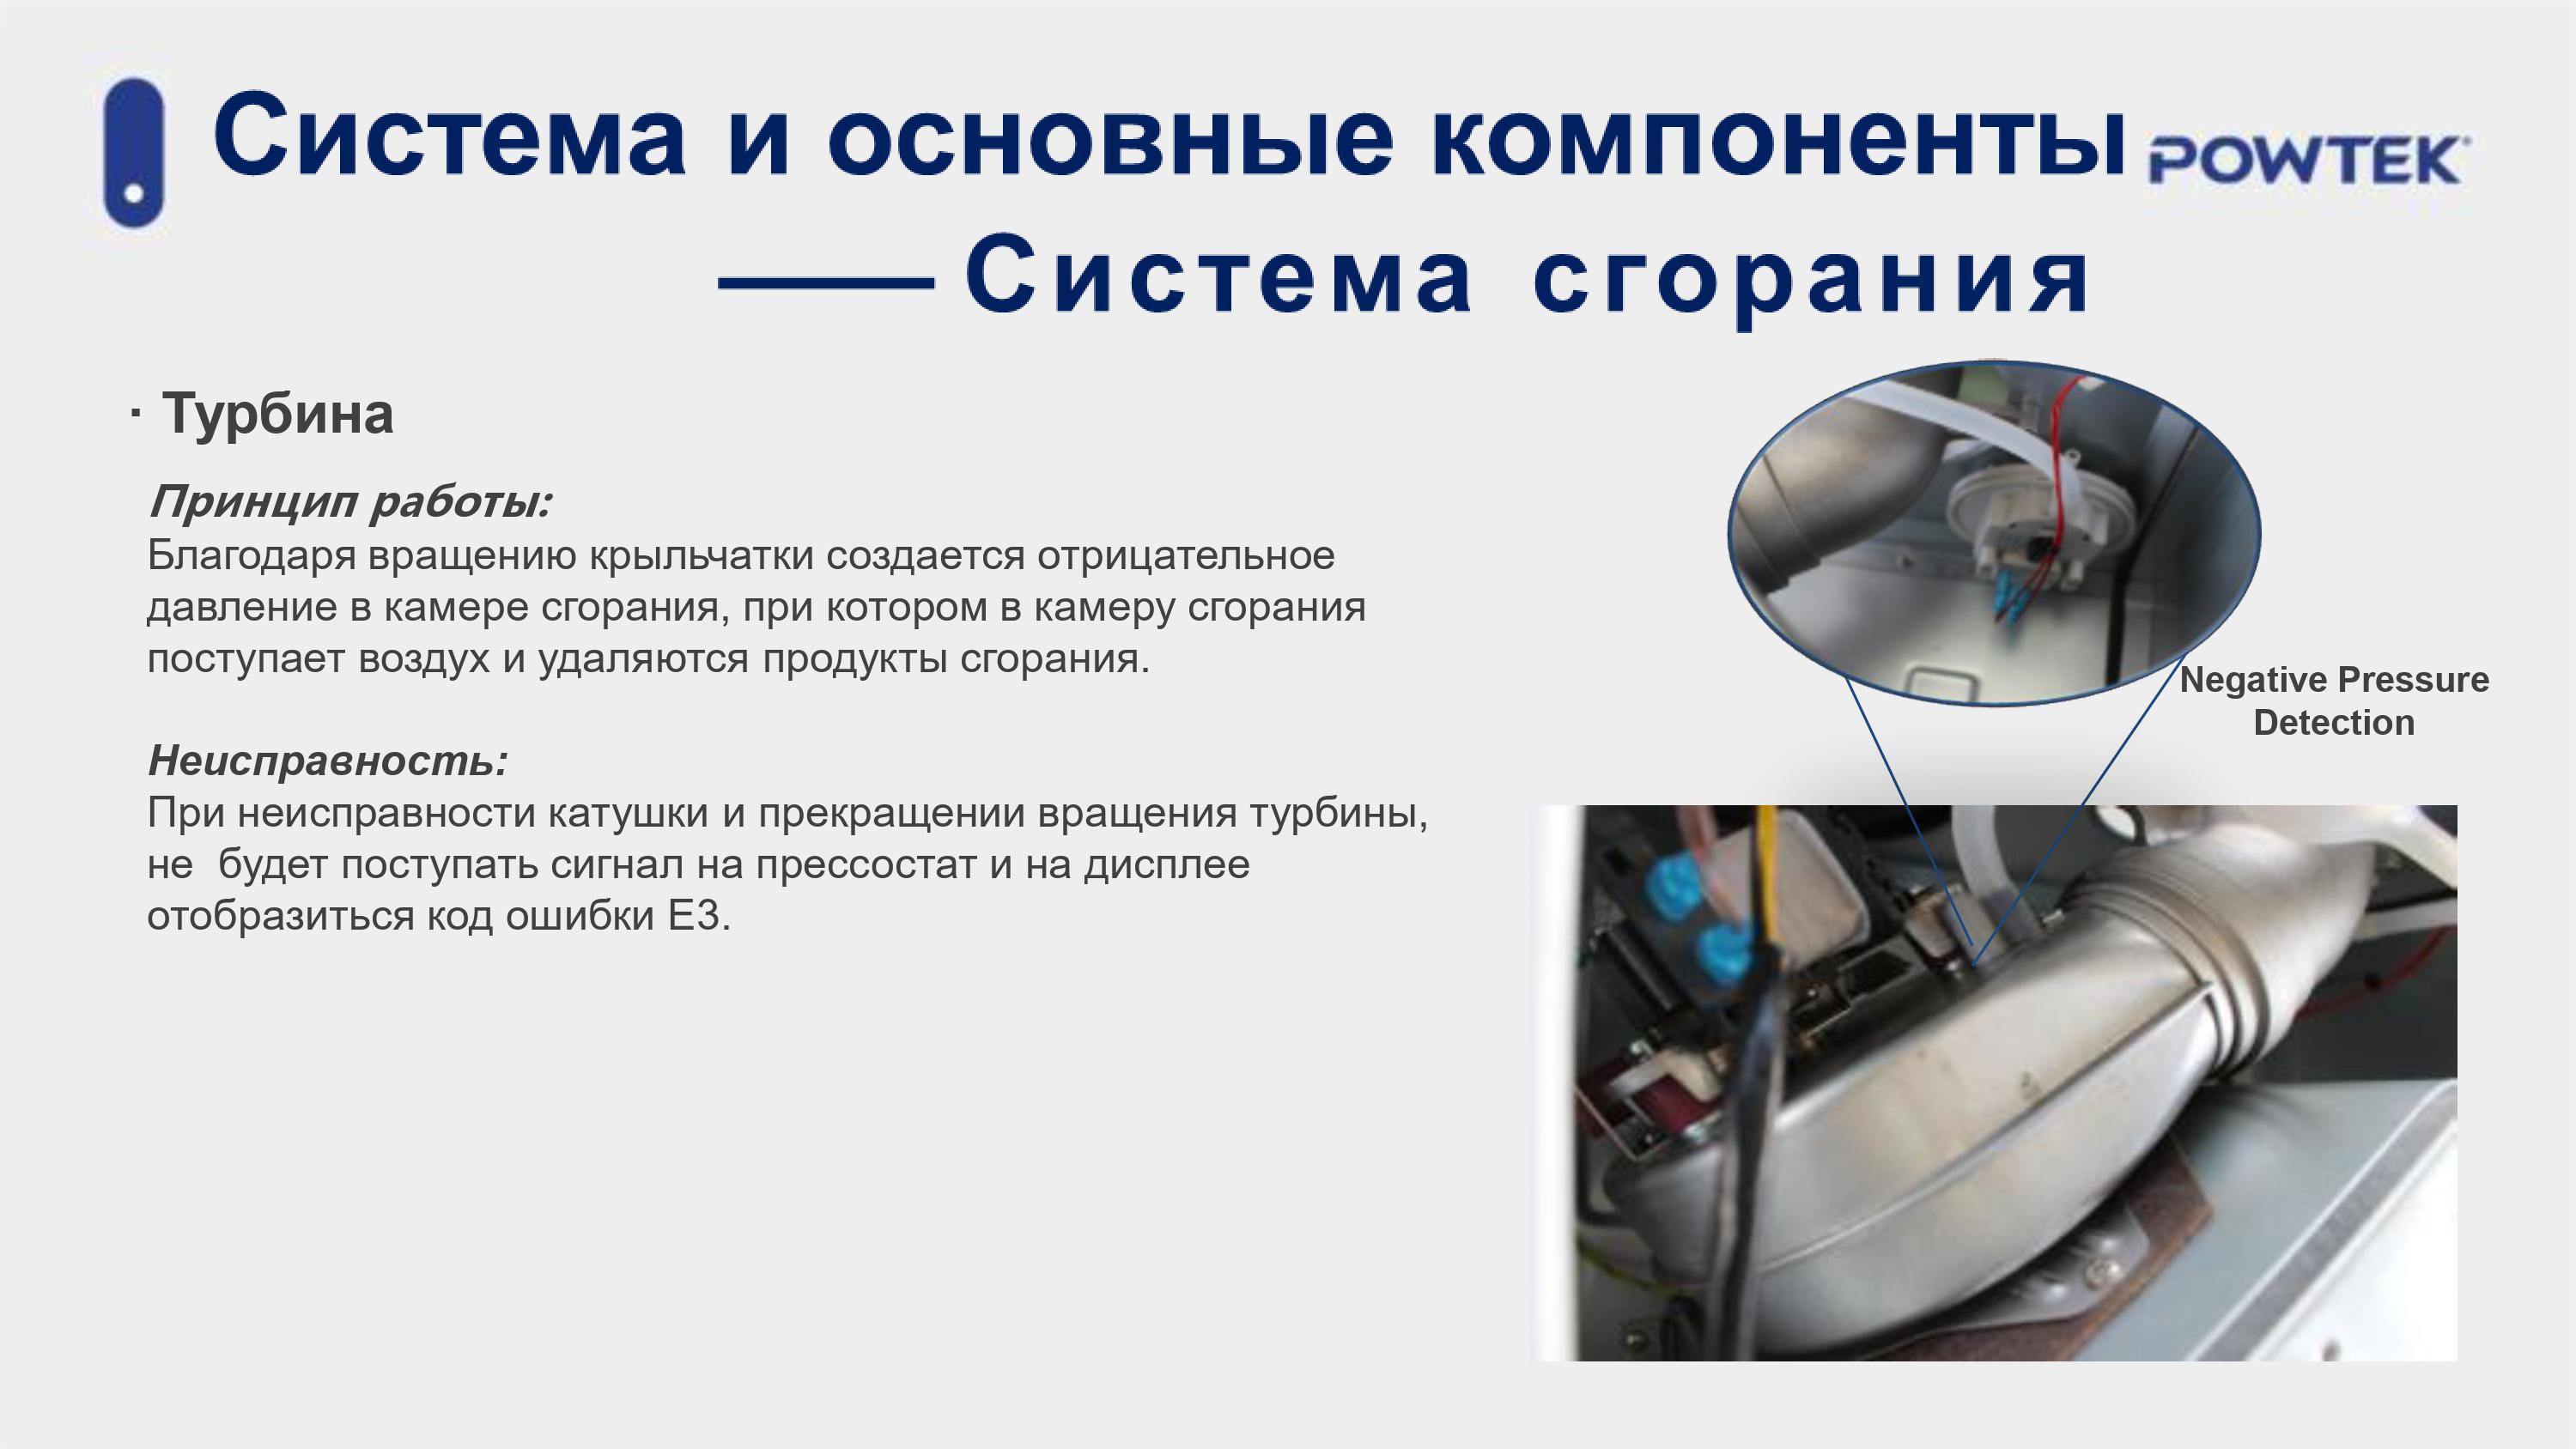 Система и основные компоненты
POWTEK
—— Система сгорания
· Турбина
Принцип работы:
Благодаря вращению крыльчатки создается отрицательное
давление в камере сгорания, при котором в камеру сгорания
поступает воздух и удаляются продукты сгорания.
Неисправность:
При неисправности катушки и прекращении вращения турбины,
не  будет поступать сигнал на прессостат и на дисплее
отобразиться код ошибки Е3.
Negative Pressure
Detection